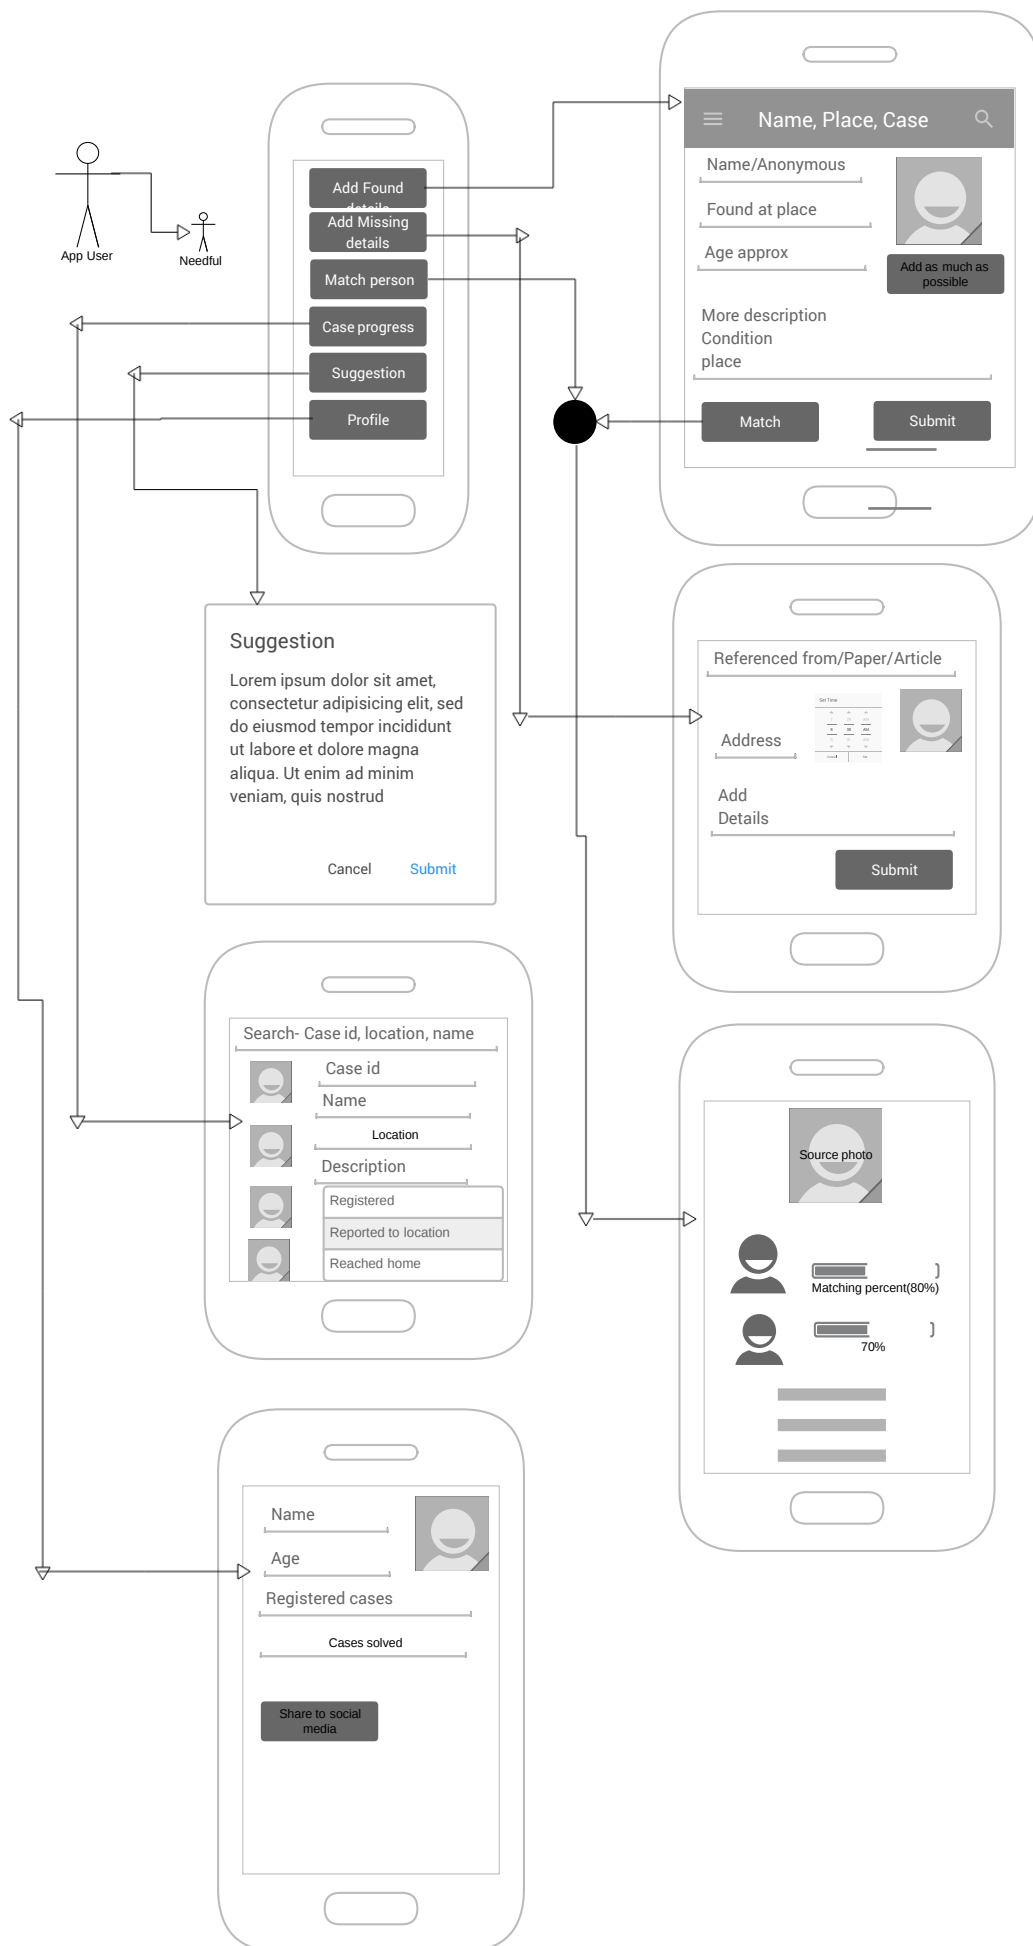 App User
Needful
Add Found
details
Add Missing
details
Match person
Case progress
Suggestion
Profile
Name, Place, Case
Name/Anonymous
Found at place
Age approx
Add as much as
possible
More description
Condition
place
Match
Submit
Suggestion
Lorem ipsum dolor sit amet,
consectetur adipisicing elit, sed
do eiusmod tempor incididunt
ut labore et dolore magna
aliqua. Ut enim ad minim
veniam, quis nostrud
Cancel
Submit
Referenced from/Paper/Article
Set Time
Address
Add
Details
Submit
Search- Case id, location, name
Case id
Name
Location
Description
Registered
Reported to location
Reached home
Source photo
Matching percent(80%)
70%
Name
Age
Registered cases
Cases solved
Share to social
media